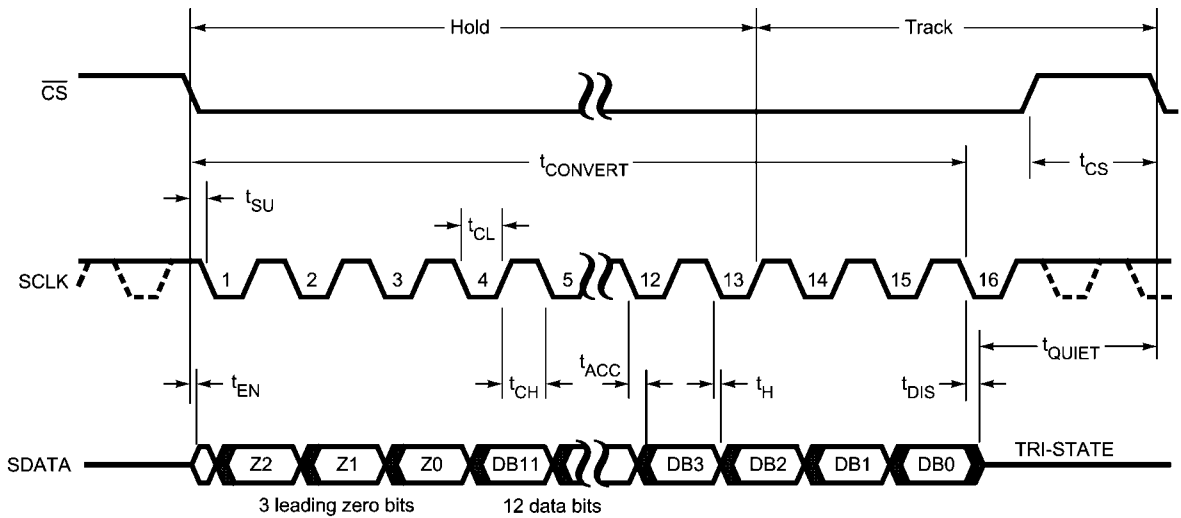 Hold Track
CS
tCONVERT tCS
tSU
tCL
SCLK 1 2 3 4 5 12 13 14 15 16
tQUIET
tEN tCH tACC tH tDIS
SDATA Z2 Z1 Z0 DB11 DB3 DB2 DB1 DB0 TRI-STATE
3 leading zero bits 12 data bits